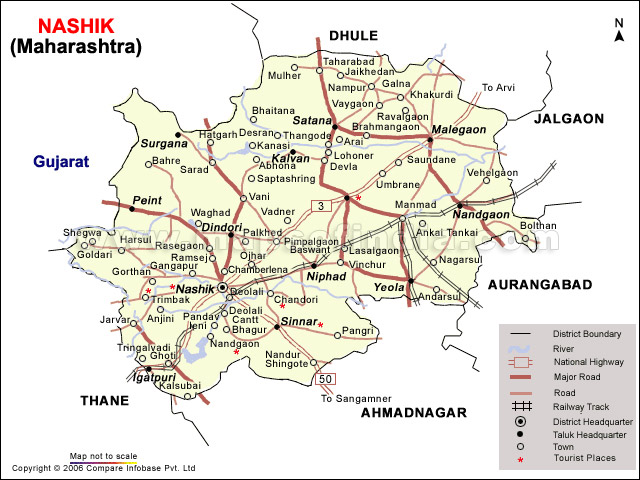 NASHIK
(Maharashtra)
N
DHULE
JALGAON
Gujarat
AURANGABAD
AHMADNAGAR
THANE
To Arvi
To Sangamner
Taharabad
Mulher
Jaikhedan
Nampur
Galna
Khakurdi
Vaygaon
Ravalgaon
Bhaitana
Satana
Brahmangaon
Malegaon
Surgana
Hatgarh
Desran
Thangode
Arai
Kanasi
Kalvan
Lohoner
Devla
Saundane
Bahre
Sarad
Abhona
Saptashring
Umbrane
Vehelgaon
Peint
Vani
3
Vadner
Manmad
Nandgaon
Waghad
Dindori
Palkhed
Ankai
Tankai
Bolthan
Shegwa
Harsul
Goldari
Rasegaon
Pimpalgaon
Baswant
Lasalgaon
Ramsej
Ojhar
Vinchur
Nagarsul
Gorthan
Gangapur
Chamberlena
Niphad
Yeola
Andarsul
Nashik
Deolali
Trimbak
Chandori
Anjini
Pandav
leni
Deolali
Cantt
Sinnar
Jarvar
Bhagur
Pangri
Nandgaon
Tringalvadi
Ghoti
Nandur
Shingote
Igatpuri
Kalsubai
50
District Boundary
River
National Highway
Major Road
Road
Railway Track
District Headquarter
Taluk Headquarter
Town
Tourist Places
Map not to scale
Copyright © 2006 Compare Infobase Pvt. Ltd